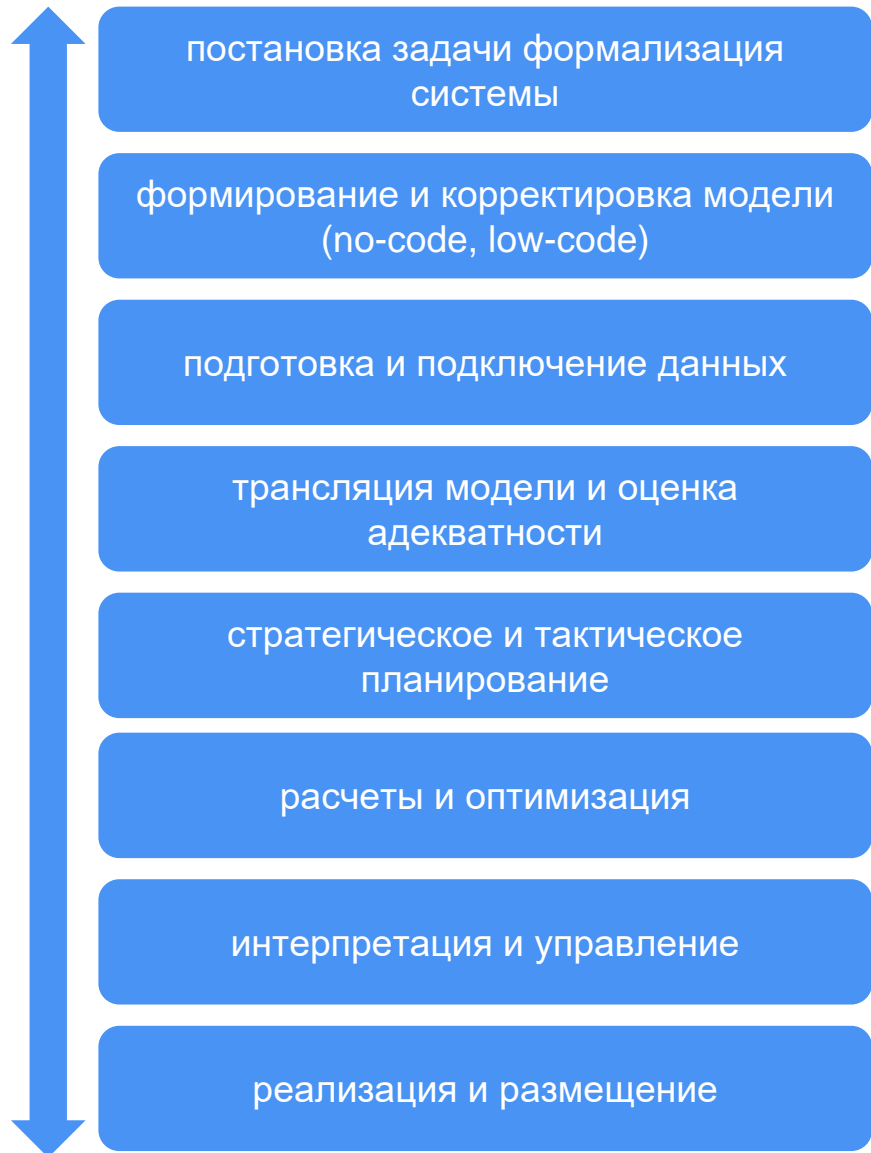 постановка задачи формализация
системы
формирование и корректировка модели
(no-code, low-code)
подготовка и подключение данных
трансляция модели и оценка
адекватности
стратегическое и тактическое
планирование
расчеты и оптимизация
интерпретация и управление
реализация и размещение